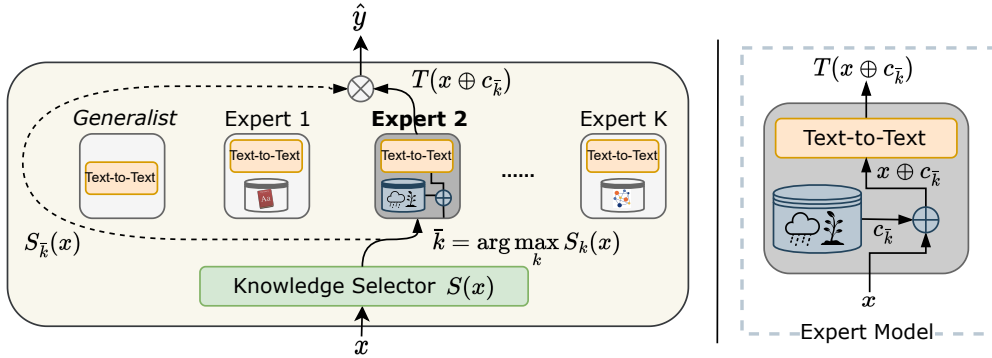 ŷ
T(x ⊕ c_k̄)
Generalist
Expert 1
Expert 2
Expert K
Text-to-Text
Text-to-Text
Text-to-Text
Text-to-Text
Aa
......
S_k̄(x)
k̄ = arg max S_k(x)
k
Knowledge Selector S(x)
x
T(x ⊕ c_k̄)
Text-to-Text
x ⊕ c_k̄
c_k̄
x
Expert Model